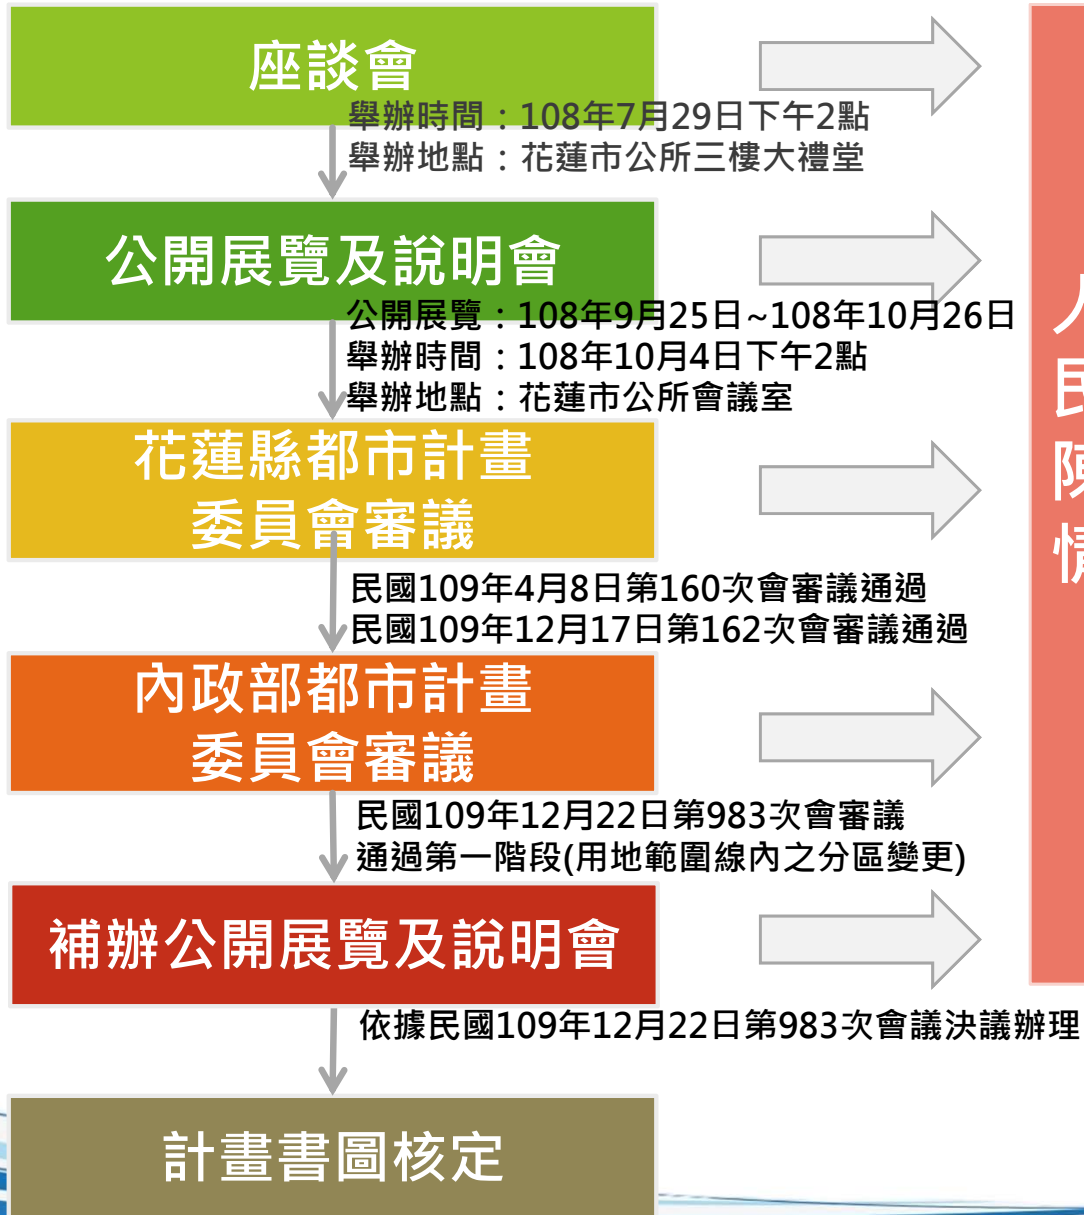 座談會
舉辦時間：108年7月29日下午2點
舉辦地點：花蓮市公所三樓大禮堂
公開展覽及說明會
公開展覽：108年9月25日~108年10月26日
舉辦時間：108年10月4日下午2點
舉辦地點：花蓮市公所會議室
花蓮縣都市計畫
委員會審議
民國109年4月8日第160次會審議通過
民國109年12月17日第162次會審議通過
內政部都市計畫
委員會審議
民國109年12月22日第983次會審議
通過第一階段(用地範圍線內之分區變更)
補辦公開展覽及說明會
依據民國109年12月22日第983次會議決議辦理
計畫書圖核定
人
民
陳
情